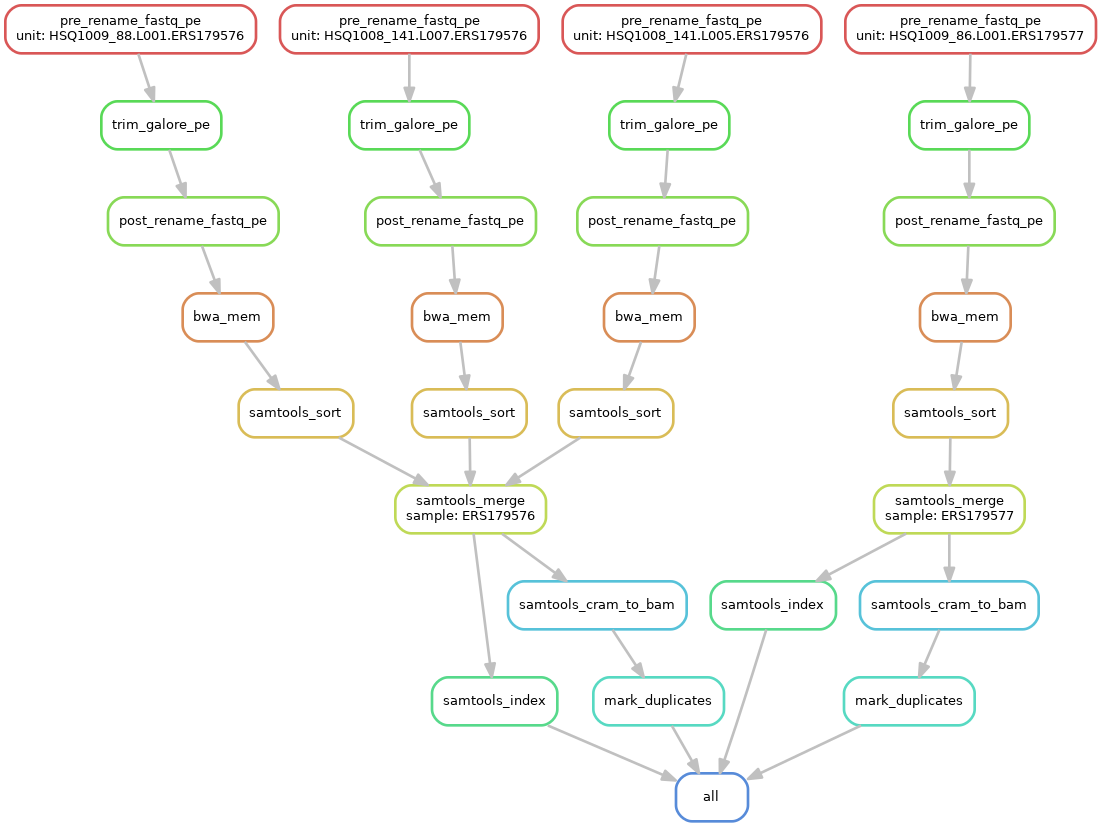 pre_rename_fastq_pe
unit: HSQ1009_88.L001.ERS179576
pre_rename_fastq_pe
unit: HSQ1008_141.L007.ERS179576
pre_rename_fastq_pe
unit: HSQ1008_141.L005.ERS179576
pre_rename_fastq_pe
unit: HSQ1009_86.L001.ERS179577
trim_galore_pe
trim_galore_pe
trim_galore_pe
trim_galore_pe
post_rename_fastq_pe
post_rename_fastq_pe
post_rename_fastq_pe
post_rename_fastq_pe
bwa_mem
bwa_mem
bwa_mem
bwa_mem
samtools_sort
samtools_sort
samtools_sort
samtools_sort
samtools_merge
sample: ERS179576
samtools_merge
sample: ERS179577
samtools_cram_to_bam
samtools_index
samtools_cram_to_bam
samtools_index
mark_duplicates
mark_duplicates
all